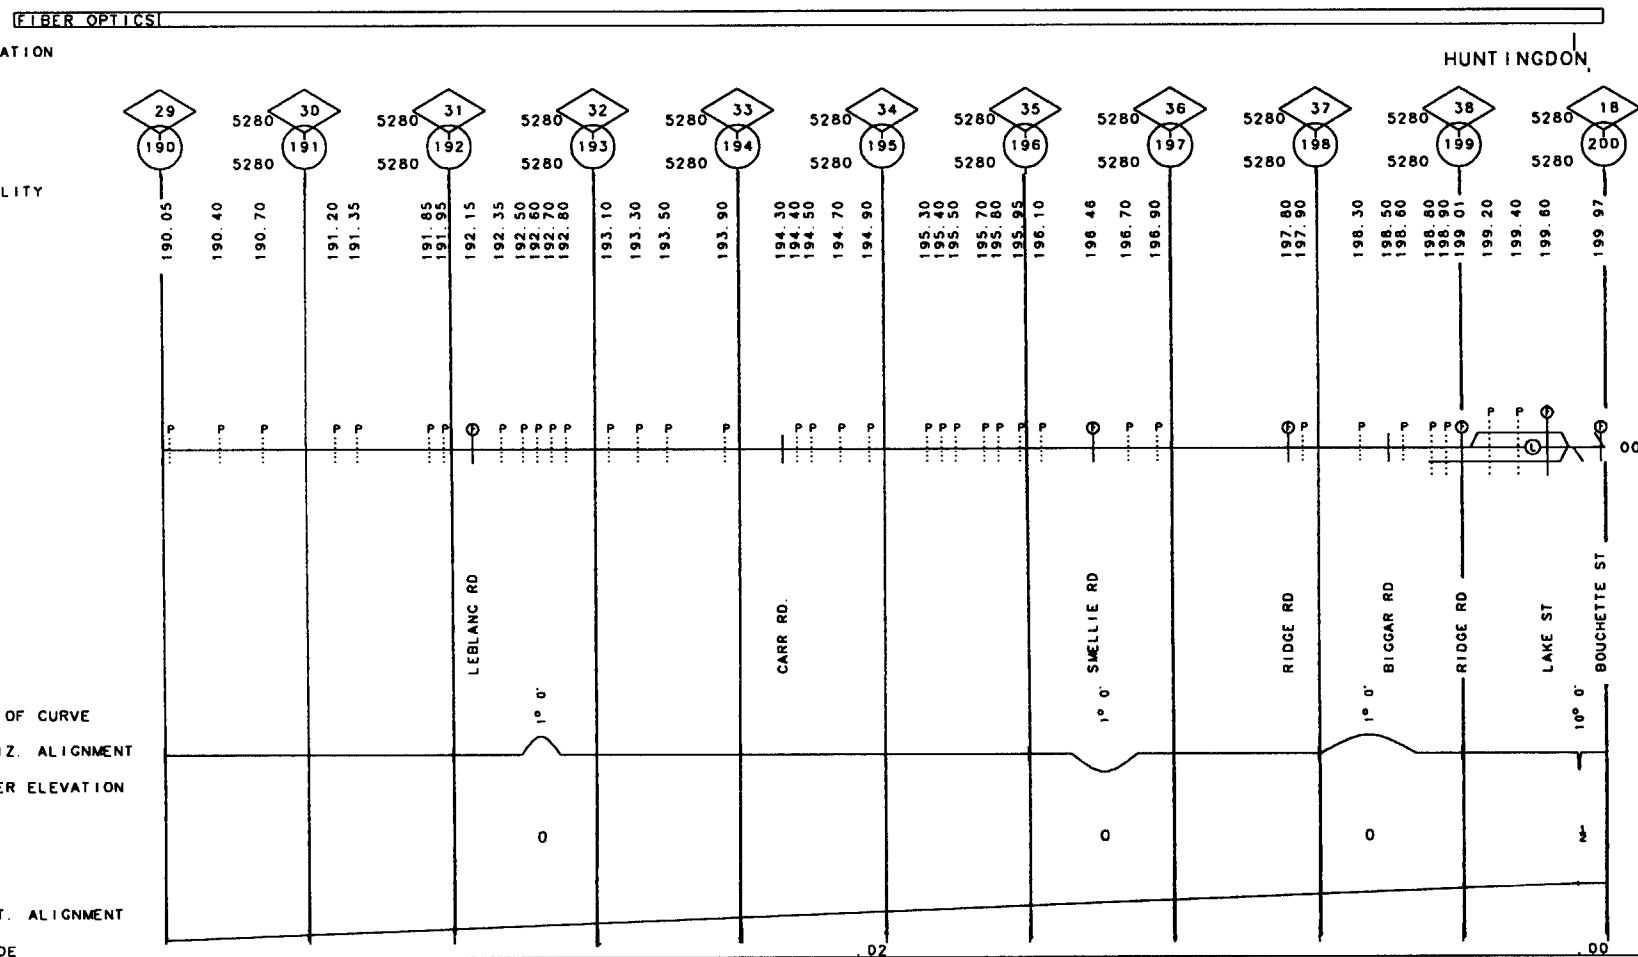 FIBER OPTICS
ATION
HUNTINGDON
29 30 31 32 33 34 35 36 37 38 18
5280 5280 5280 5280 5280 5280 5280 5280 5280 5280
190 191 192 193 194 195 196 197 198 199 200
5280 5280 5280 5280 5280 5280 5280 5280 5280 5280
LITY
190.05 190.40 190.70 191.20 191.35 191.85 191.95 192.15 192.35 192.50 192.60 192.70 192.80 193.10 193.30 193.50 193.90 194.30 194.40 194.50 194.70 194.90 195.30 195.40 195.50 195.70 195.80 195.95 196.10 196 46 196.70 196.90 197.80 197.90 198.30 198.50 198.60 198.80 198.90 199 01 199.20 199.40 199.60 199 97
P P P P P P P P P P P P P P P P P P P P P P P P P P P P P P P P P P P P P P P P P P
L
00
LEBLANC RD
CARR RD.
SMELLIE RD
RIDGE RD
BIGGAR RD
RIDGE RD
LAKE ST
BOUCHETTE ST
OF CURVE
1° 0' 1° 0' 1° 0' 10° 0'
IZ. ALIGNMENT
ER ELEVATION
0 0 0
T. ALIGNMENT
DE
.02 .00